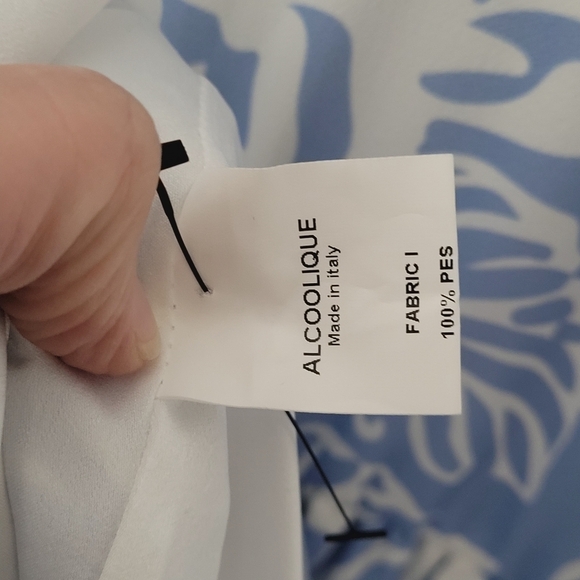 ALCOOLIQUE
Made in italy
FABRIC I
100% PES